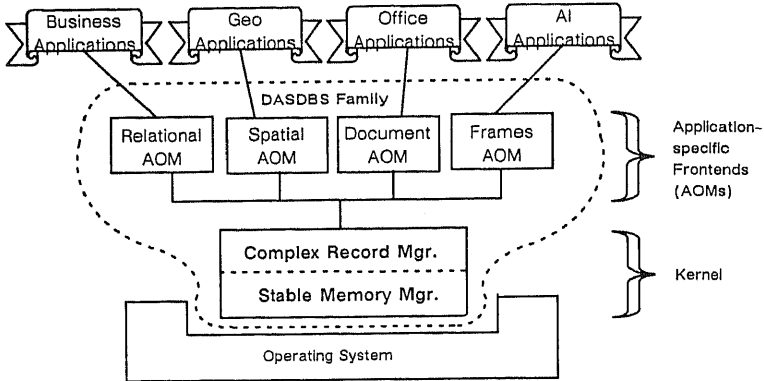 Business
Applications
Geo
Applications
Office
Applications
AI
Applications
DASDBS Family
Relational
AOM
Spatial
AOM
Document
AOM
Frames
AOM
Application-
specific
Frontends
(AOMs)
Complex Record Mgr.
Stable Memory Mgr.
Kernel
Operating System